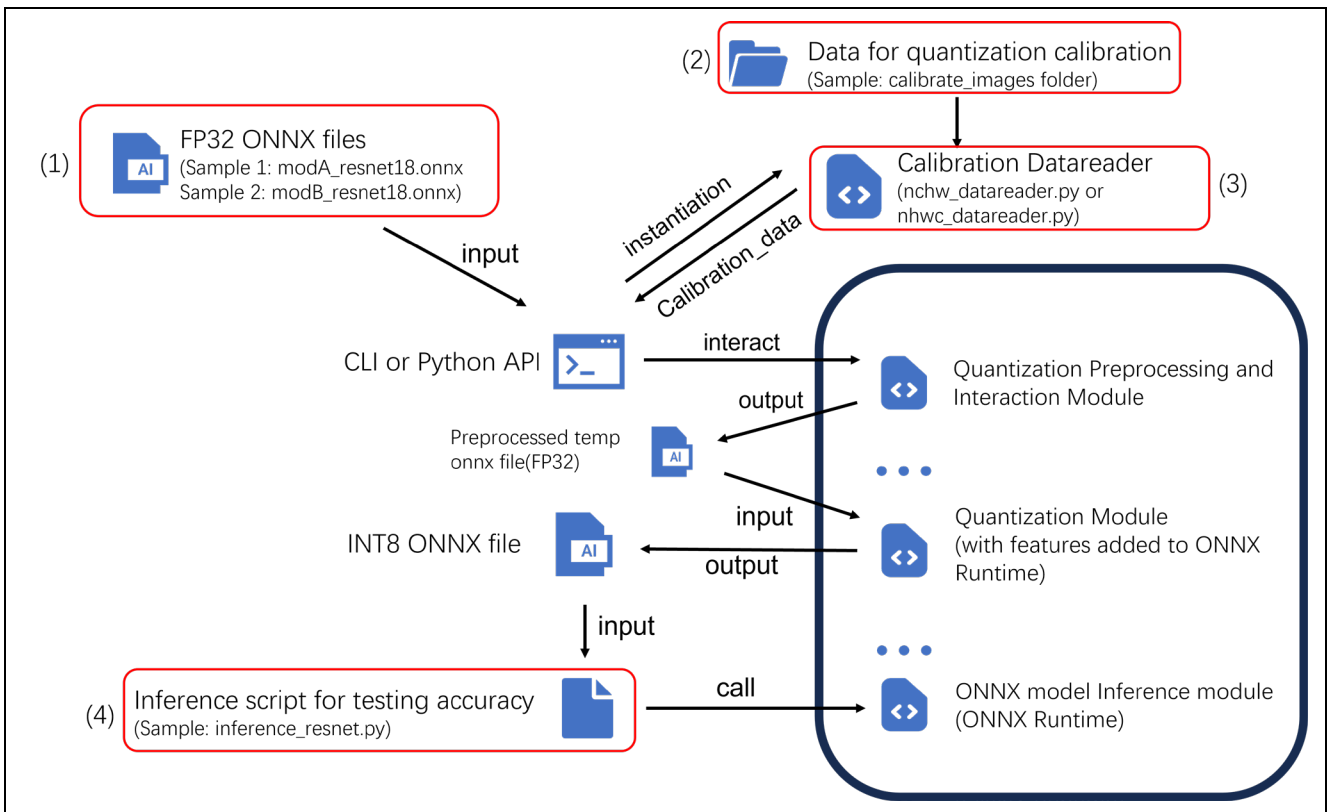 (2)
Data for quantization calibration
(Sample: calibrate_images folder)
(1)
FP32 ONNX files
(Sample 1: modA_resnet18.onnx
Sample 2: modB_resnet18.onnx)
AI
Calibration Datareader
(nchw_datareader.py or
nhwc_datareader.py)
(3)
input
instantiation
Calibration_data
CLI or Python API
interact
Quantization Preprocessing and
Interaction Module
output
Preprocessed temp
onnx file(FP32)
AI
input
Quantization Module
(with features added to ONNX
Runtime)
INT8 ONNX file
AI
output
input
(4)
Inference script for testing accuracy
(Sample: inference_resnet.py)
call
ONNX model Inference module
(ONNX Runtime)